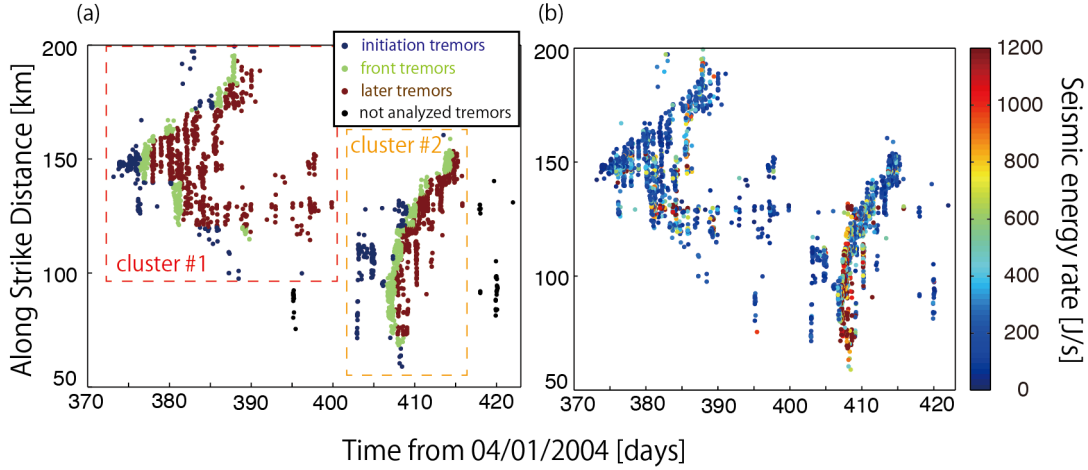 (a)
(b)
200
150
100
50
Along Strike Distance [km]
initiation tremors
front tremors
later tremors
not analyzed tremors
cluster #1
cluster #2
370
380
390
400
410
420
200
150
100
50
370
380
390
400
410
420
1200
1000
800
600
400
200
0
Seismic energy rate [J/s]
Time from 04/01/2004 [days]